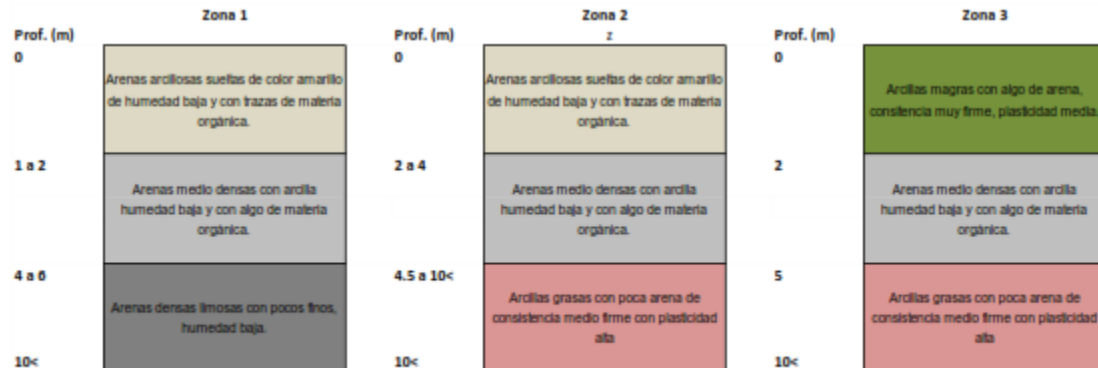 Zona 1
Prof. (m)
0
Arenas arcillosas sueltas de color amarillo
de humedad baja y con trazas de materia
orgánica.
1 a 2
Arenas medio densas con arcilla
humedad baja y con algo de materia
orgánica.
4 a 6
Arenas densas limosas con pocos finos,
humedad baja.
10<
Zona 2
z
Prof. (m)
0
Arenas arcillosas sueltas de color amarillo
de humedad baja y con trazas de materia
orgánica.
2 a 4
Arenas medio densas con arcilla
humedad baja y con algo de materia
orgánica.
4.5 a 10<
Arcillas grasas con poca arena de
consistencia medio firme con plasticidad
alta
10<
Zona 3
Prof. (m)
0
Arcillas magras con algo de arena,
consitencia muy firme, plasticidad media.
2
Arenas medio densas con arcilla
humedad baja y con algo de materia
orgánica.
5
Arcillas grasas con poca arena de
consistencia medio firme con plasticidad
alta
10<